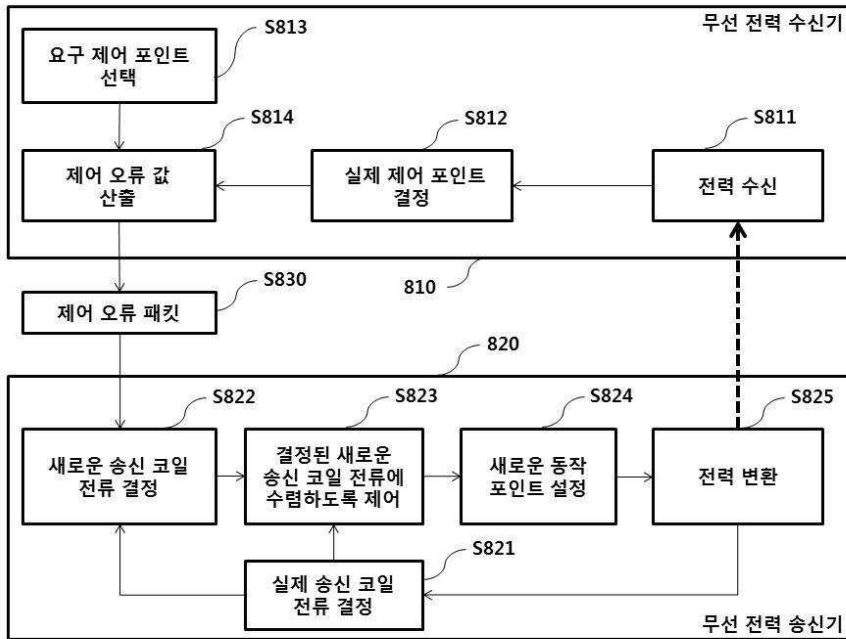 무선 전력 수신기
S813
요구 제어 포인트
선택
S814
S812
S811
제어 오류 값
산출
실제 제어 포인트
결정
전력 수신
S830
810
제어 오류 패킷
820
S822
S823
S824
S825
새로운 송신 코일
전류 결정
결정된 새로운
송신 코일 전류에
수렴하도록 제어
새로운 동작
포인트 설정
전력 변환
S821
실제 송신 코일
전류 결정
무선 전력 송신기